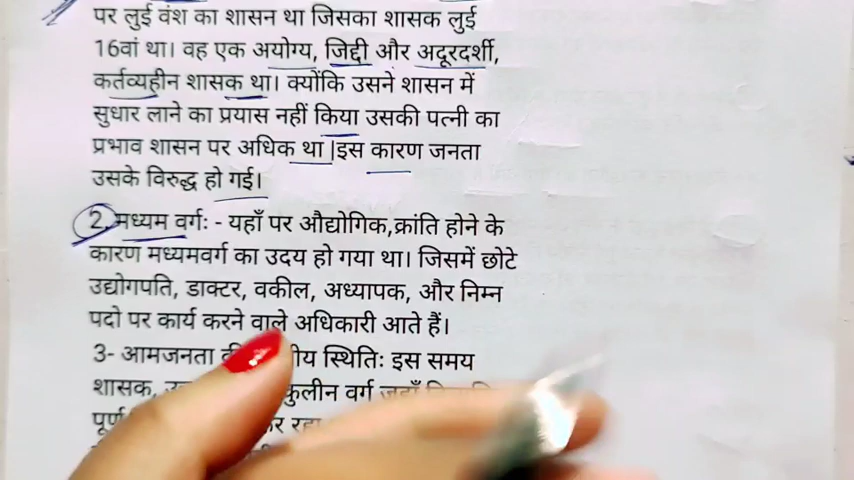 पर लुई वंश का शासन था जिसका शासक लुई
16वां था। वह एक अयोग्य, जिद्दी और अदूरदर्शी,
कर्तव्यहीन शासक था। क्योंकि उसने शासन में
सुधार लाने का प्रयास नहीं किया उसकी पत्नी का
प्रभाव शासन पर अधिक था |इस कारण जनता
उसके विरुद्ध हो गई।
2.मध्यम वर्गः - यहाँ पर औद्योगिक,क्रांति होने के
कारण मध्यमवर्ग का उदय हो गया था। जिसमें छोटे
उद्योगपति, डाक्टर, वकील, अध्यापक, और निम्न
पदो पर कार्य करने वाले अधिकारी आते हैं।
3- आमजनता स्थितिः इस समय
शासक, कुलीन वर्ग जहाँ